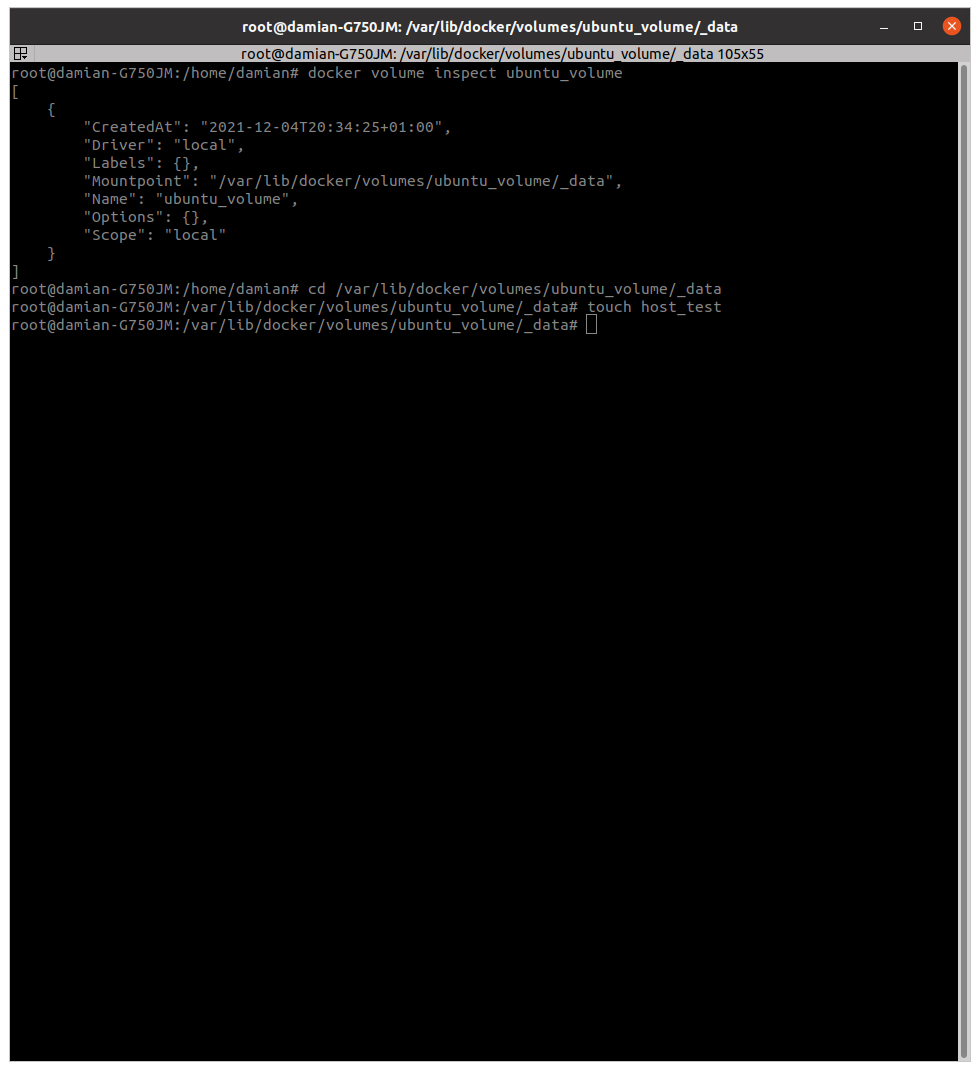 root@damian-G750JM: /var/lib/docker/volumes/ubuntu_volume/_data
root@damian-G750JM: /var/lib/docker/volumes/ubuntu_volume/_data 105x55
root@damian-G750JM:/home/damian# docker volume inspect ubuntu_volume
[
    {
        "CreatedAt": "2021-12-04T20:34:25+01:00",
        "Driver": "local",
        "Labels": {},
        "Mountpoint": "/var/lib/docker/volumes/ubuntu_volume/_data",
        "Name": "ubuntu_volume",
        "Options": {},
        "Scope": "local"
    }
]
root@damian-G750JM:/home/damian# cd /var/lib/docker/volumes/ubuntu_volume/_data
root@damian-G750JM:/var/lib/docker/volumes/ubuntu_volume/_data# touch host_test
root@damian-G750JM:/var/lib/docker/volumes/ubuntu_volume/_data#